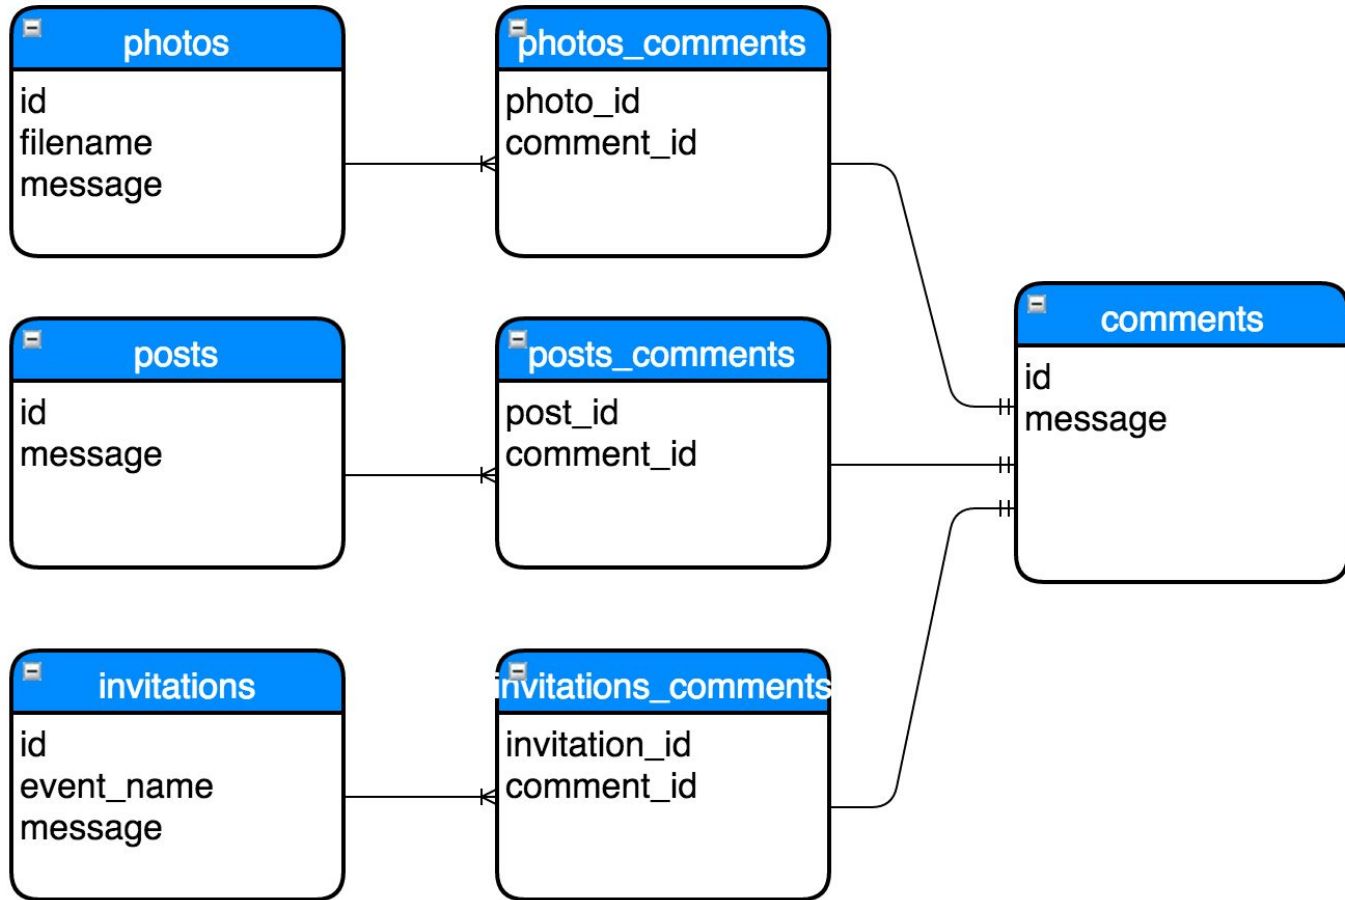 photos
id
filename
message
photos_comments
photo_id
comment_id
posts
id
message
posts_comments
post_id
comment_id
comments
id
message
invitations
id
event_name
message
invitations_comments
invitation_id
comment_id